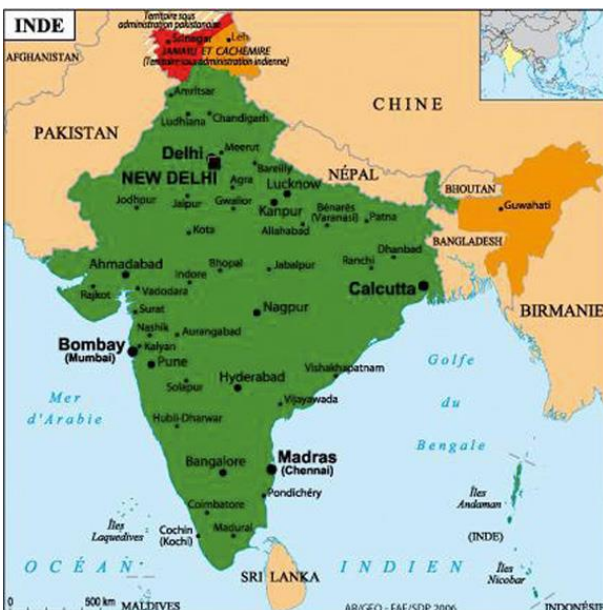 INDE
Territoire sous
administration pakistanaise
AFGHANISTAN
Srinagar
Leh
JAMMU ET CACHEMIRE
(Territoire sous administration indienne)
Amritsar
CHINE
Ludhiana
Chandigarh
PAKISTAN
Delhi
Meerut
NEW DELHI
Bareilly
NÉPAL
Agra
Lucknow
BHOUTAN
Jodhpur
Jaipur
Gwalior
Kanpur
Bénarès
(Varanasi)
Patna
Guwahati
Allahabad
Kota
BANGLADESH
Dhanbad
Ahmadabad
Bhopal
Jabalpur
Ranchi
Indore
Calcutta
Rajkot
Vadodara
Surat
Nagpur
BIRMANIE
Nashik
Aurangabad
Bombay
(Mumbai)
Kalyan
Pune
Vishakhapatnam
Golfe
du
Bengale
Solapur
Hyderabad
Mer
d'Arabie
Vijayawada
Hubli-Dharwar
Madras
(Chennai)
Bangalore
Pondichéry
Îles
Andaman
Coimbatore
Îles
Laquedives
Cochin
(Kochi)
Madurai
(INDE)
OCÉAN
INDIEN
Îles
Nicobar
SRI LANKA
0
500 km
MALDIVES
AB/GEO - F&F/SDP 2006
INDONÉSIE